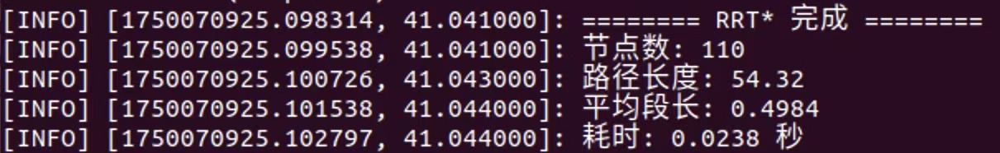 [INFO] [1750070925.098314, 41.041000]: ======== RRT* 完成 ========
[INFO] [1750070925.099538, 41.041000]: 节点数: 110
[INFO] [1750070925.100726, 41.043000]: 路径长度: 54.32
[INFO] [1750070925.101538, 41.044000]: 平均段长: 0.4984
[INFO] [1750070925.102797, 41.044000]: 耗时: 0.0238 秒